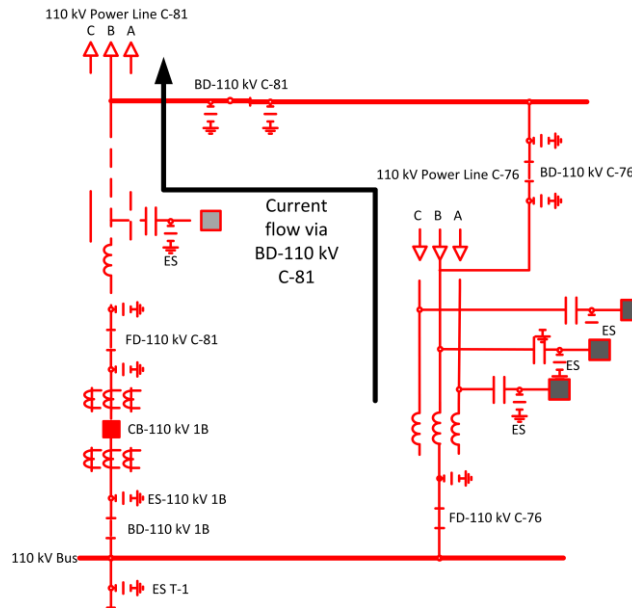 110 kV Power Line C-81
C B A
BD-110 kV C-81
110 kV Power Line C-76
BD-110 kV C-76
Current
flow via
BD-110 kV
C-81
C B A
ES
ES
FD-110 kV C-81
ES
ES
CB-110 kV 1B
ES-110 kV 1B
FD-110 kV C-76
BD-110 kV 1B
110 kV Bus
ES T-1